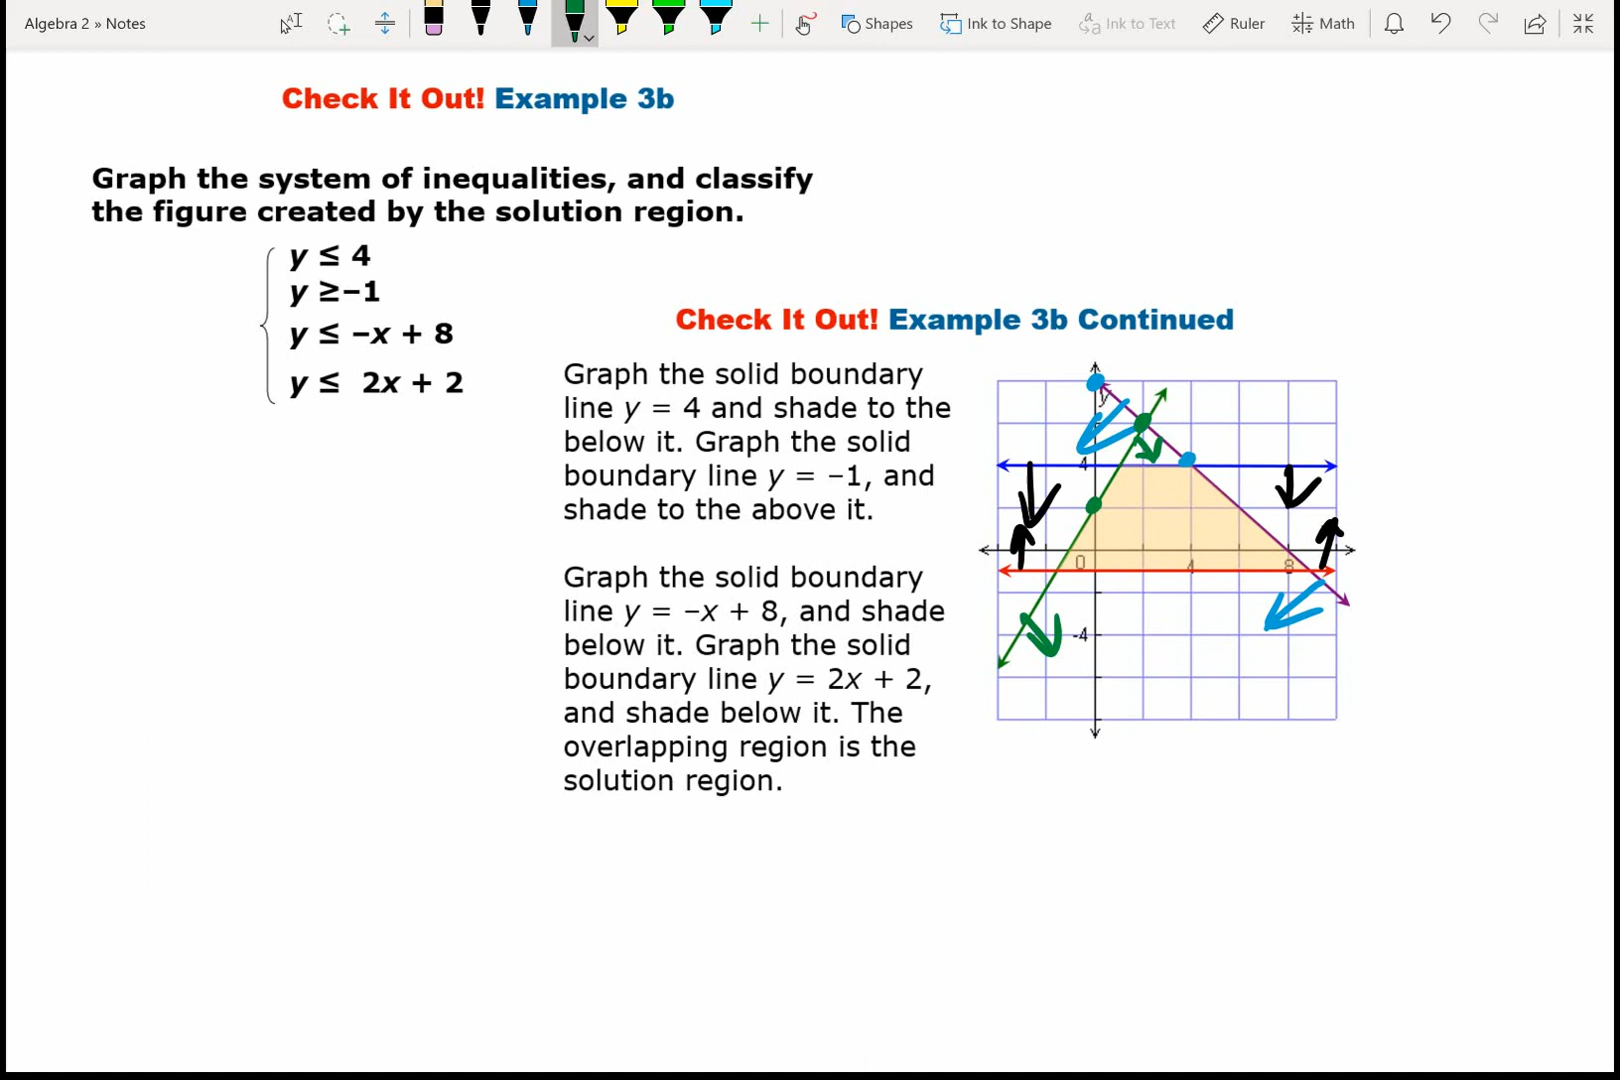 Algebra 2 » Notes
Shapes
Ink to Shape
Ink to Text
Ruler
Math
Check It Out! Example 3b
Graph the system of inequalities, and classify
the figure created by the solution region.
y ≤ 4
y ≥–1
y ≤ –x + 8
y ≤ 2x + 2
Check It Out! Example 3b Continued
Graph the solid boundary
line y = 4 and shade to the
below it. Graph the solid
boundary line y = –1, and
shade to the above it.
Graph the solid boundary
line y = –x + 8, and shade
below it. Graph the solid
boundary line y = 2x + 2,
and shade below it. The
overlapping region is the
solution region.
y
4
0 4 8
-4